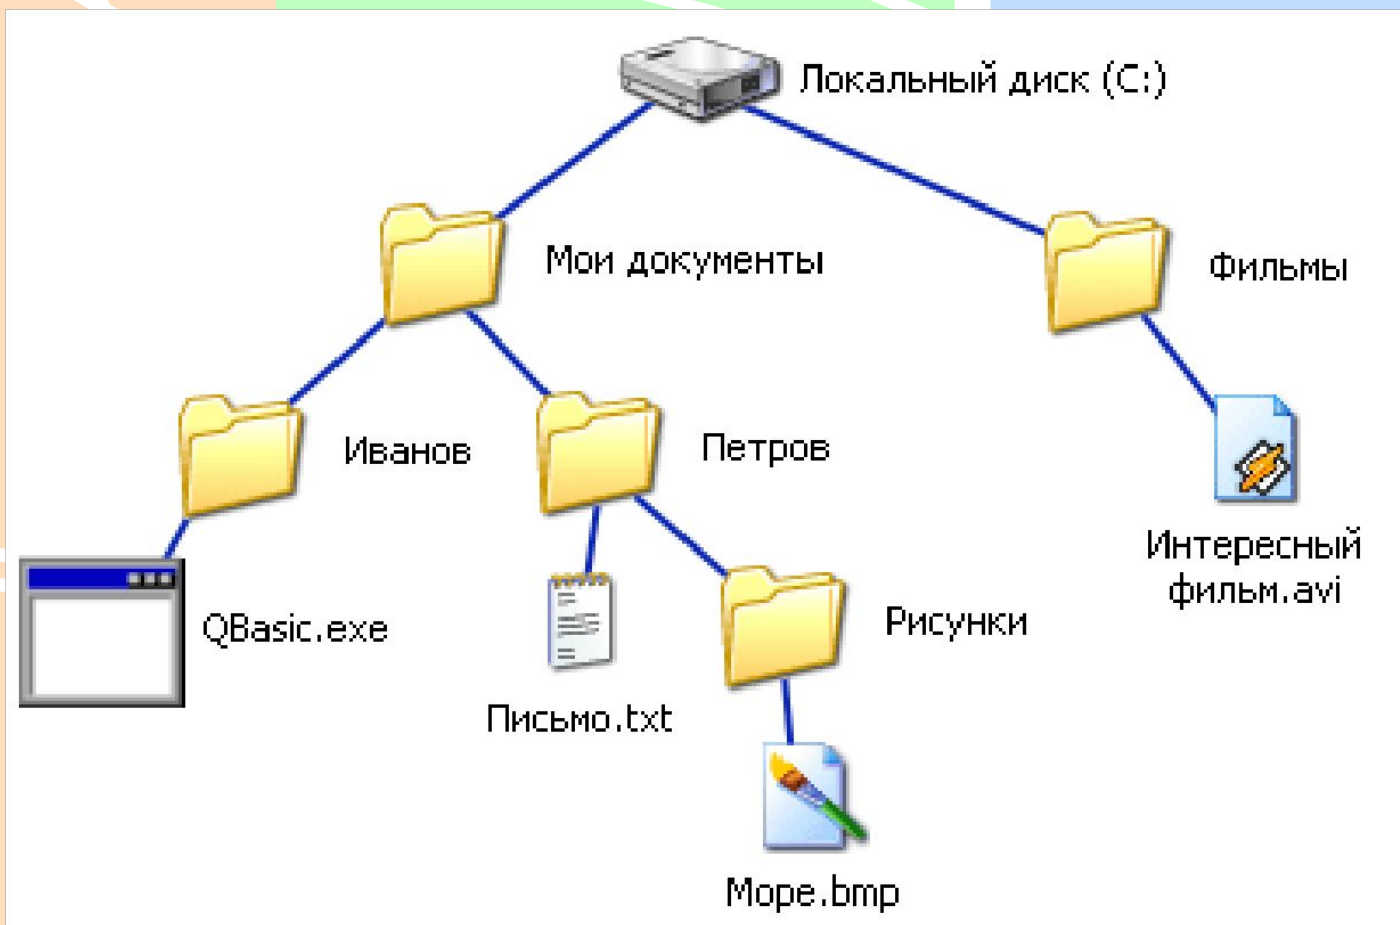 Локальный диск (C:)
Мои документы
Фильмы
Иванов
Петров
Интересный
фильм.avi
QBasic.exe
Рисунки
Письмо.txt
Море.bmp